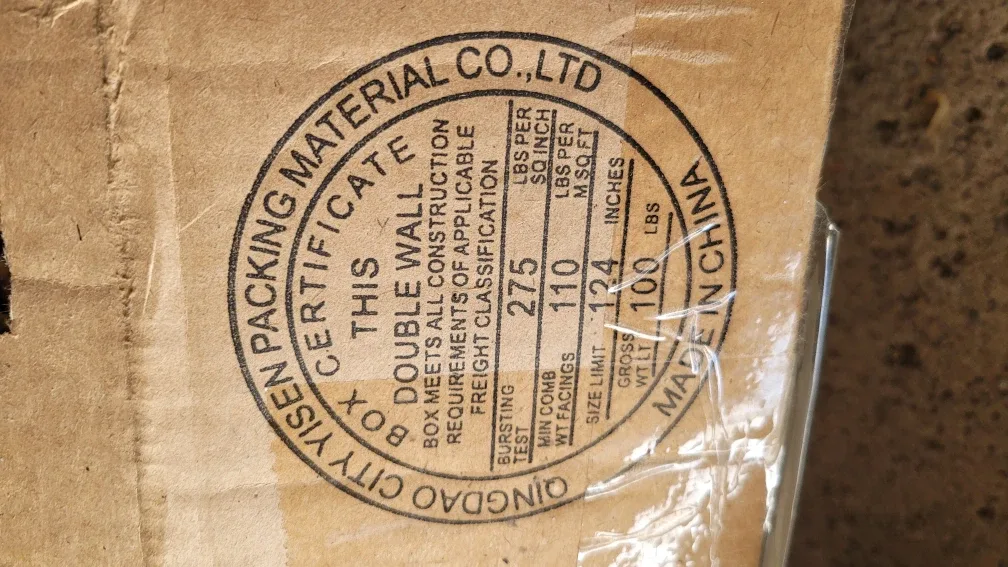 QINGDAO CITY YISEN PACKING MATERIAL CO.,LTD
BOX CERTIFICATE
THIS
DOUBLE WALL
BOX MEETS ALL CONSTRUCTION
REQUIREMENTS OF APPLICABLE
FREIGHT CLASSIFICATION
BURSTING TEST 275 LBS PER SQ INCH
MIN COMB WT FACINGS 110 LBS PER M SQ FT
SIZE LIMIT 124 INCHES
GROSS WT LT 100 LBS
MADE IN CHINA